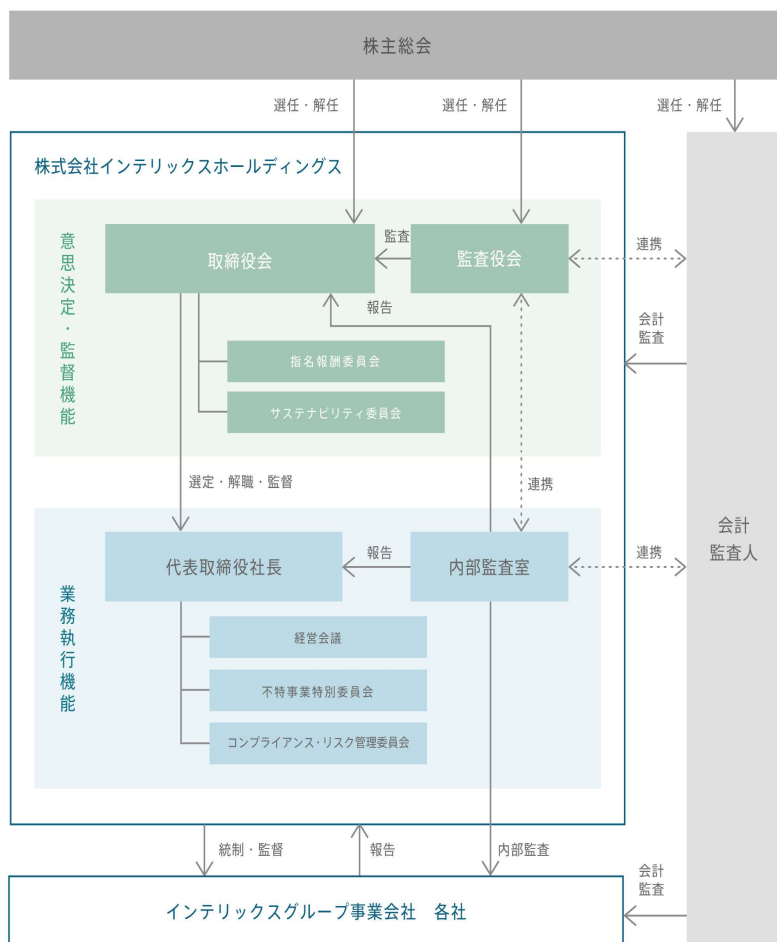 株主総会
選任・解任
選任・解任
選任・解任
株式会社インテリックスホールディングス
意思決定・監督機能
取締役会
監査
監査役会
連携
報告
会計
監査
指名報酬委員会
サステナビリティ委員会
選定・解職・監督
連携
業務執行機能
代表取締役社長
報告
内部監査室
連携
会計
監査人
経営会議
不特事業特別委員会
コンプライアンス・リスク管理委員会
統制・監督
報告
内部監査
会計
監査
インテリックスグループ事業会社　各社